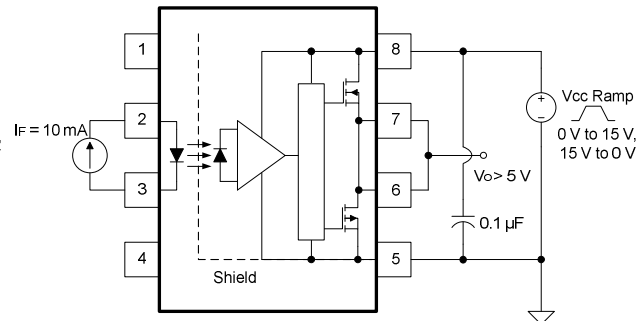 1
8
IF = 10 mA
2
7
Vcc Ramp
0 V to 15 V,
15 V to 0 V
VO > 5 V
3
6
0.1 µF
4
5
Shield